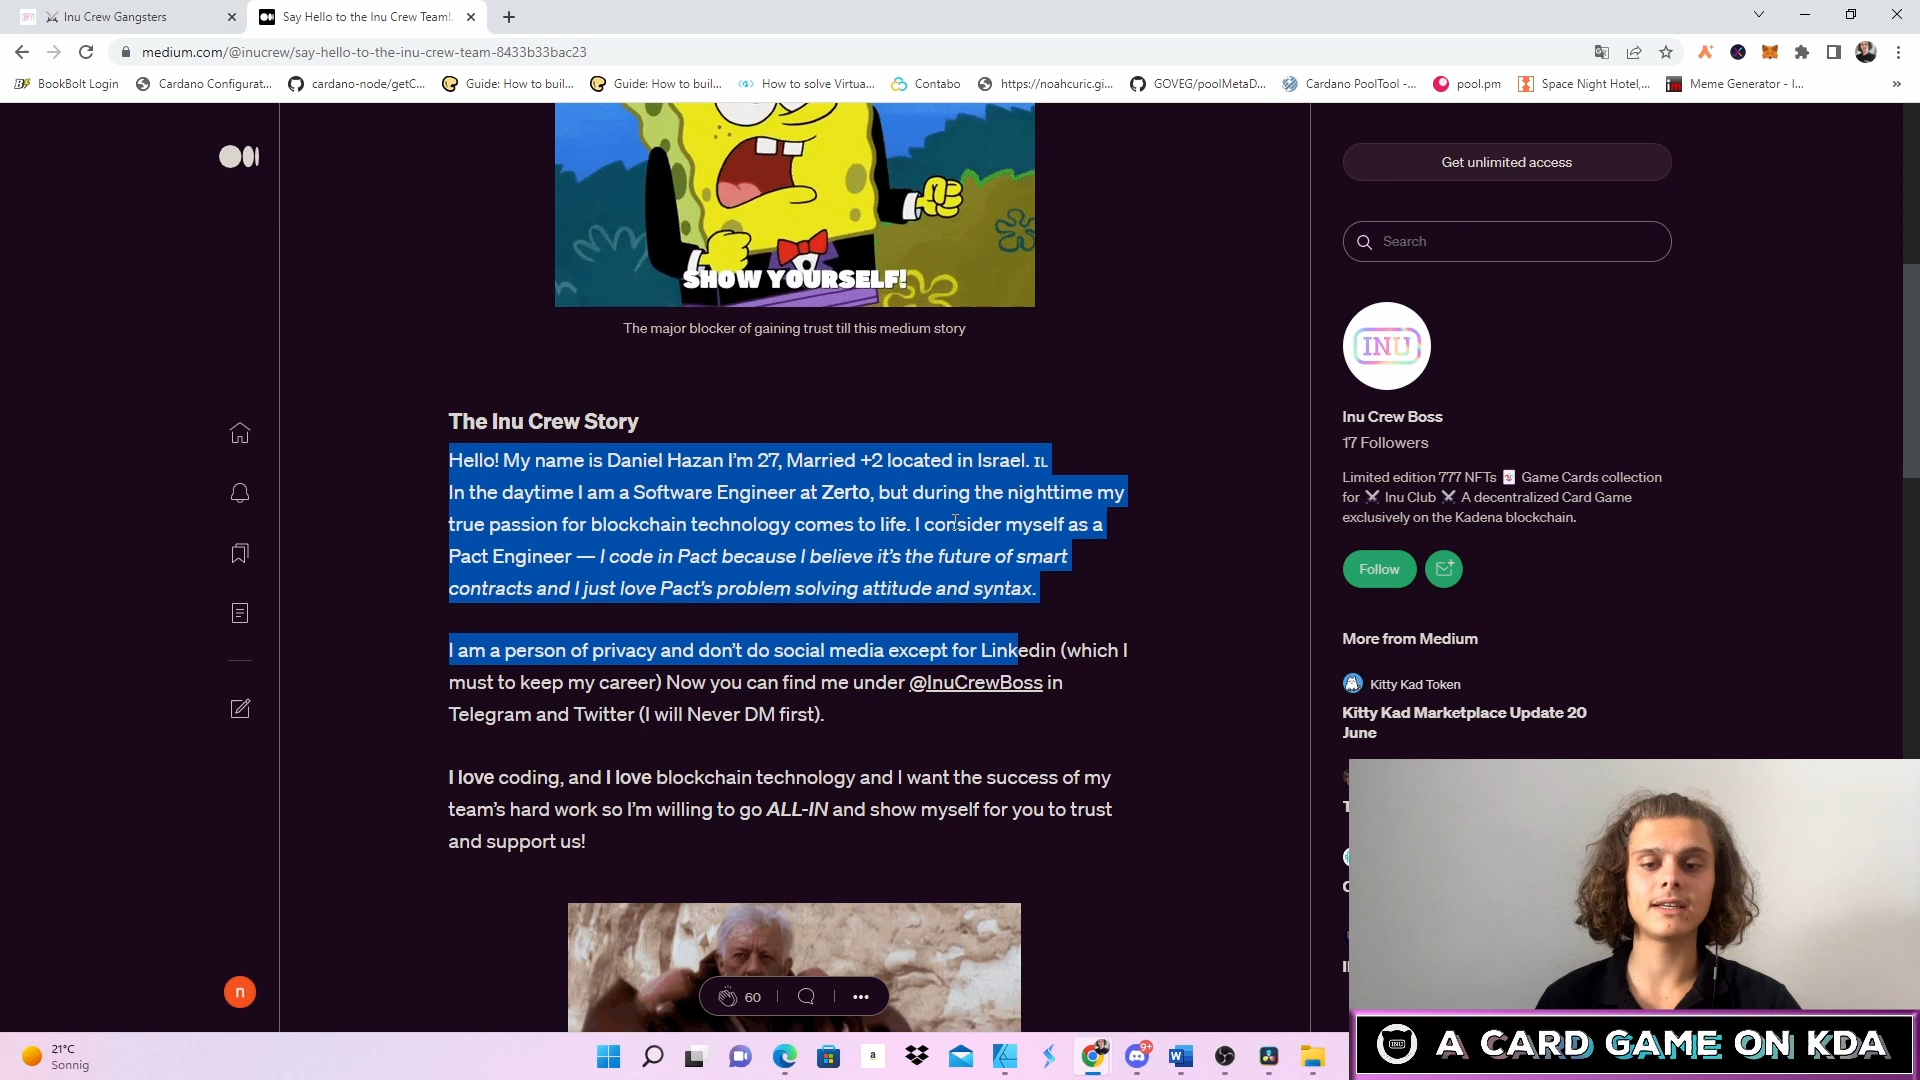 Inu Crew Gangsters
Say Hello to the Inu Crew Team!.
medium.com/@inucrew/say-hello-to-the-inu-crew-team-8433b33bac23
BookBolt Login
Cardano Configurat...
cardano-node/getC...
Guide: How to buil...
Guide: How to buil...
How to solve Virtua...
Contabo
https://noahcuric.gi...
GOVEG/poolMetaD...
Cardano PoolTool -...
pool.pm
Space Night Hotel,...
Meme Generator - I...
»
SHOW YOURSELF!
The major blocker of gaining trust till this medium story
The Inu Crew Story
Hello! My name is Daniel Hazan I'm 27, Married +2 located in Israel. IL
In the daytime I am a Software Engineer at Zerto, but during the nighttime my
true passion for blockchain technology comes to life. I consider myself as a
Pact Engineer — I code in Pact because I believe it's the future of smart
contracts and I just love Pact's problem solving attitude and syntax.
I am a person of privacy and don't do social media except for Linkedin (which I
must to keep my career) Now you can find me under @InuCrewBoss in
Telegram and Twitter (I will Never DM first).
I love coding, and I love blockchain technology and I want the success of my
team's hard work so I'm willing to go ALL-IN and show myself for you to trust
and support us!
60
n
Get unlimited access
Search
INU
Inu Crew Boss
17 Followers
Limited edition 777 NFTs 🃏 Game Cards collection
for ⚔ Inu Club ⚔ A decentralized Card Game
exclusively on the Kadena blockchain.
Follow
More from Medium
Kitty Kad Token
Kitty Kad Marketplace Update 20
June
A CARD GAME ON KDA
21°C
Sonnig
9+